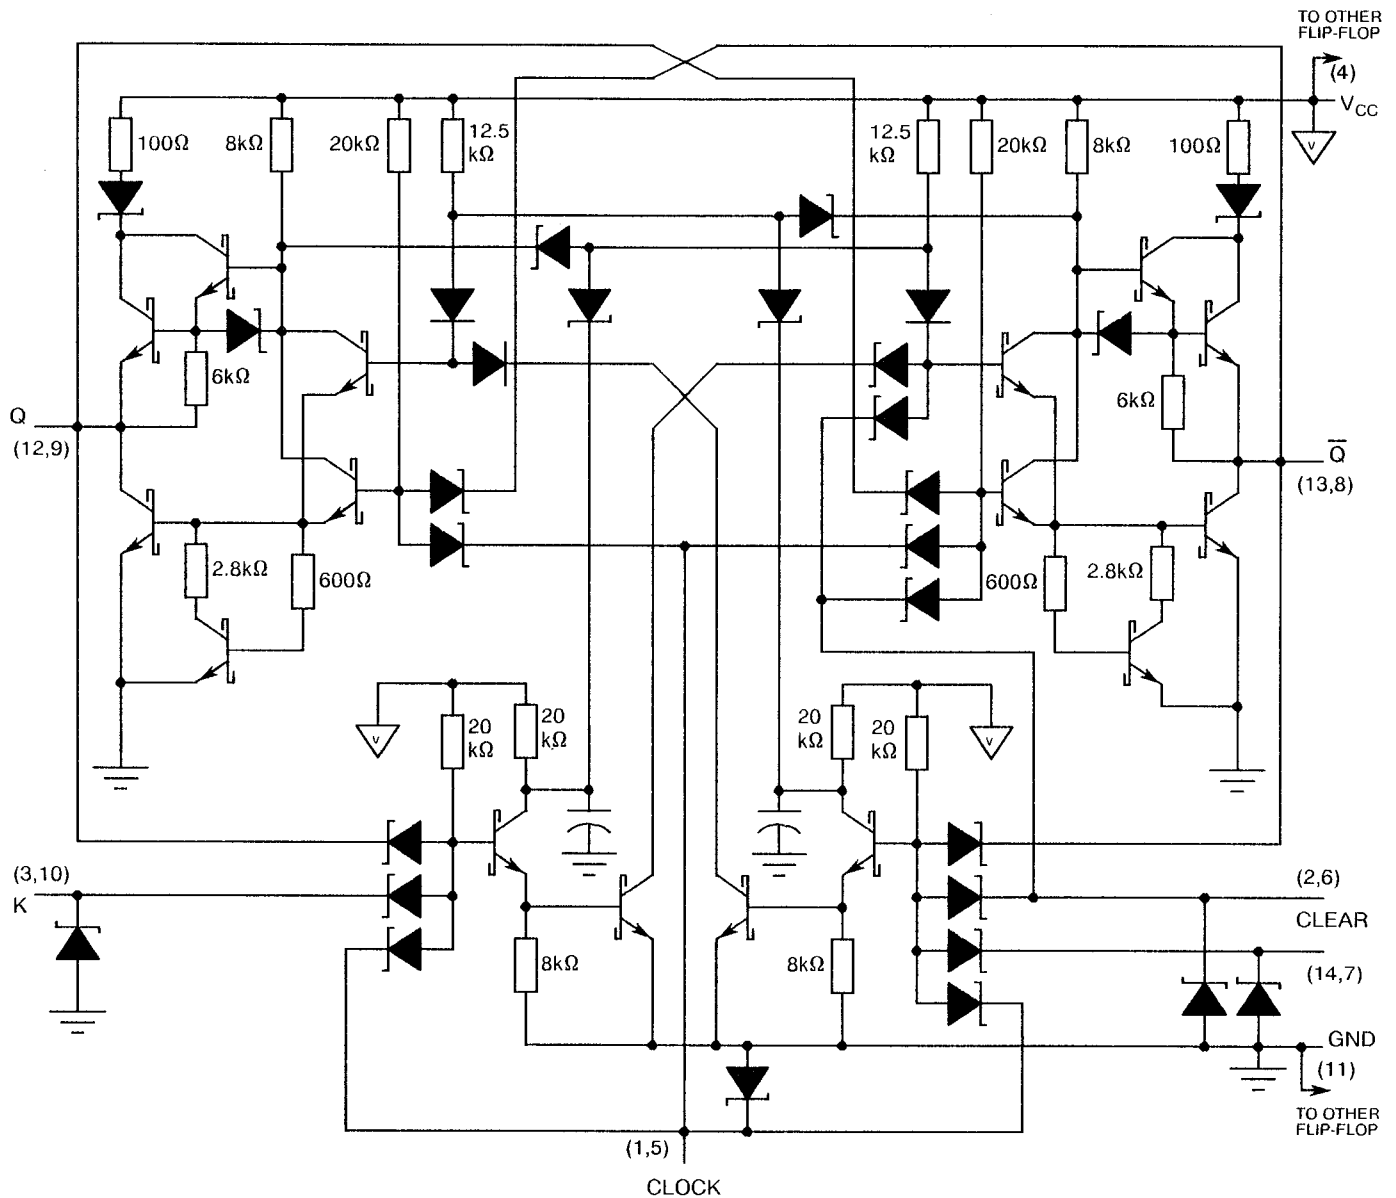 TO OTHER
FLIP-FLOP
(4)
VCC
v
100Ω
8kΩ
20kΩ
12.5
kΩ
12.5
kΩ
20kΩ
8kΩ
100Ω
6kΩ
6kΩ
Q
(12,9)
Q̅
(13,8)
2.8kΩ
600Ω
600Ω
2.8kΩ
v
20
kΩ
20
kΩ
20
kΩ
20
kΩ
v
(3,10)
K
(2,6)
CLEAR
8kΩ
8kΩ
(14,7)
GND
(11)
TO OTHER
FLIP-FLOP
(1,5)
CLOCK